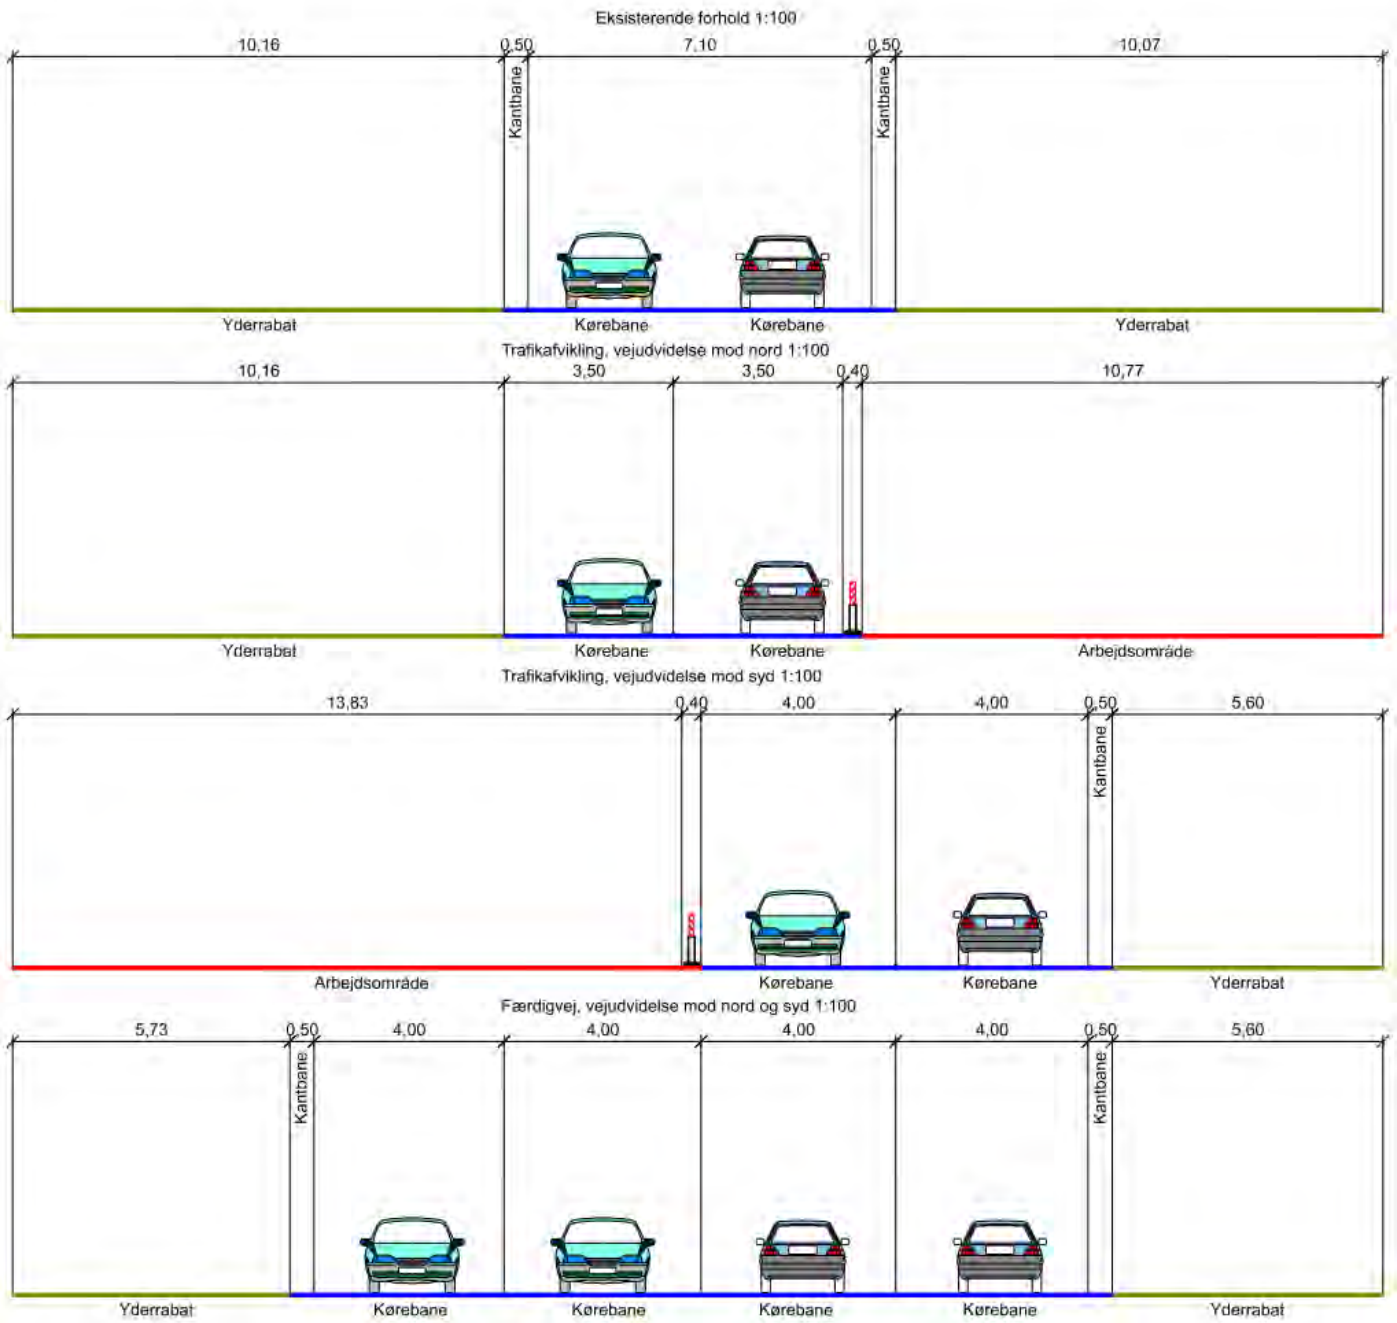 Eksisterende forhold 1:100
10,16 0,50 7,10 0,50 10,07
Kantbane Kantbane
Yderrabat Kørebane Kørebane Yderrabat
Trafikafvikling, vejudvidelse mod nord 1:100
10,16 3,50 3,50 0,40 10,77
Yderrabat Kørebane Kørebane Arbejdsområde
Trafikafvikling, vejudvidelse mod syd 1:100
13,83 0,40 4,00 4,00 0,50 5,60
Kantbane
Arbejdsområde Kørebane Kørebane Yderrabat
Færdigvej, vejudvidelse mod nord og syd 1:100
5,73 0,50 4,00 4,00 4,00 4,00 0,50 5,60
Kantbane Kantbane
Yderrabat Kørebane Kørebane Kørebane Kørebane Yderrabat